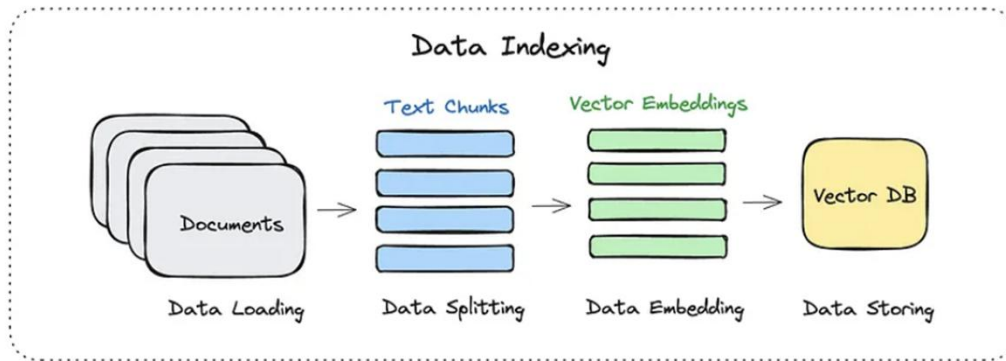 Data Indexing
Text Chunks
Vector Embeddings
Documents
Vector DB
Data Loading
Data Splitting
Data Embedding
Data Storing